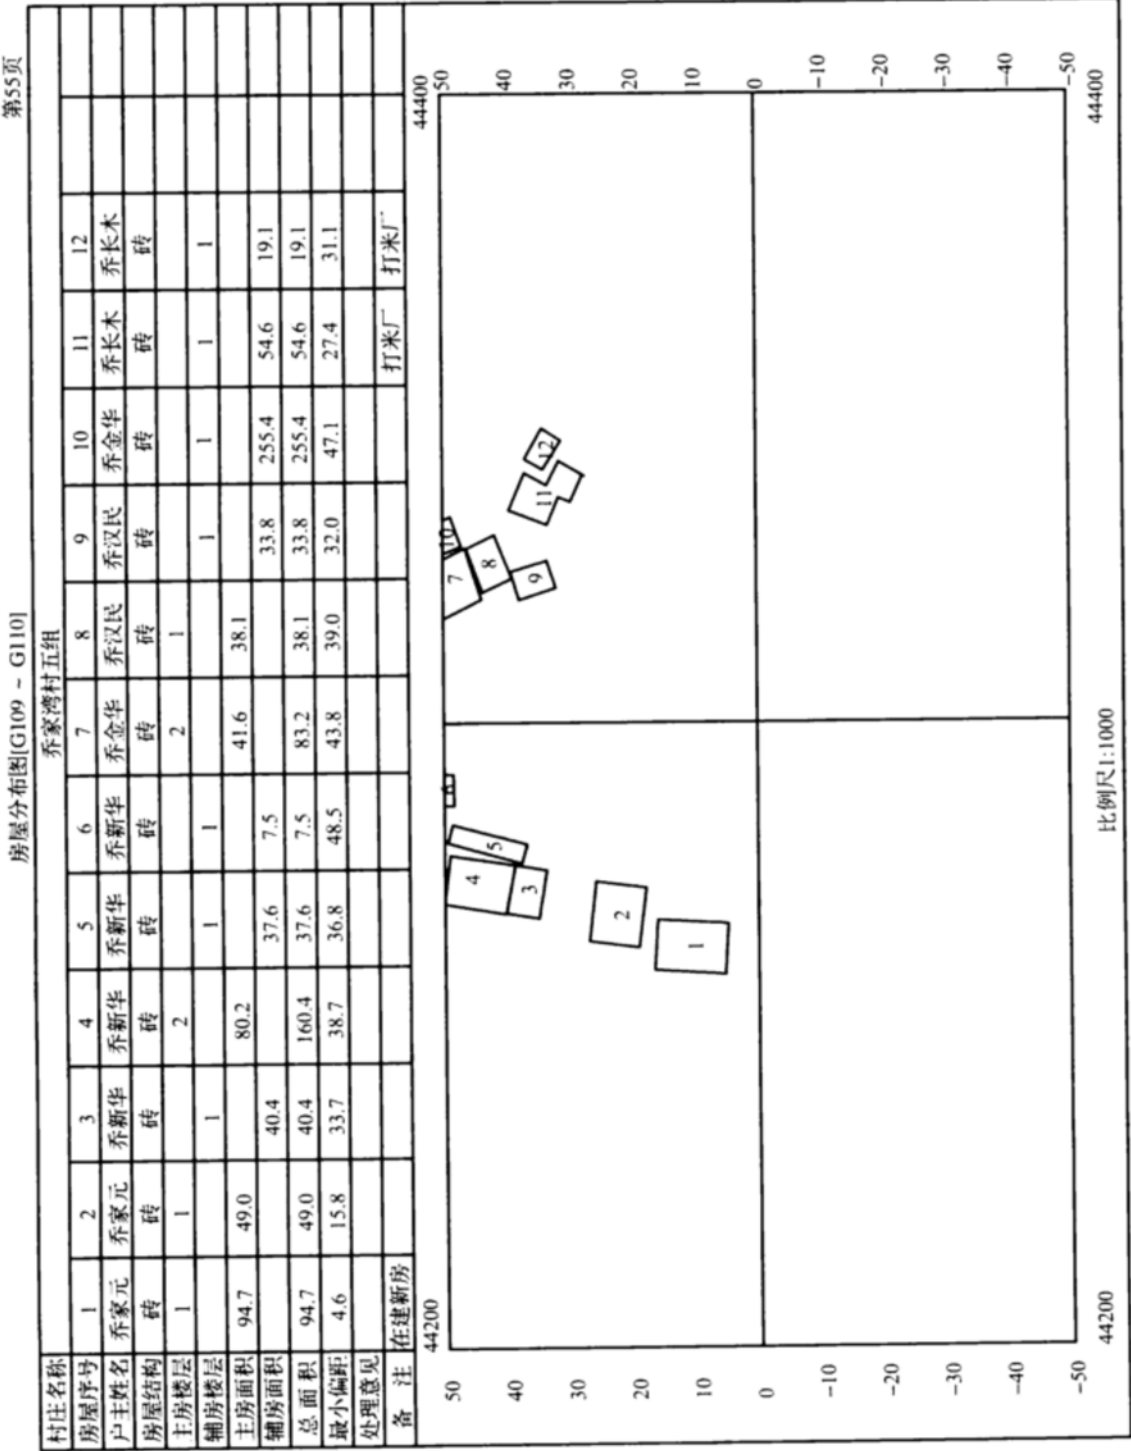 第55页
房屋分布图[G109 ~ G110]
村庄名称 乔家湾村五组
房屋序号 1 2 3 4 5 6 7 8 9 10 11 12
户主姓名 乔家元 乔家元 乔新华 乔新华 乔新华 乔新华 乔金华 乔汉民 乔汉民 乔金华 乔长木 乔长木
房屋结构 砖 砖 砖 砖 砖 砖 砖 砖 砖 砖 砖 砖
主房楼层 1 1 2 2 1
辅房楼层 1 1 1 1 1 1 1
主房面积 94.7 49.0 80.2 41.6 38.1
辅房面积 40.4 37.6 7.5 33.8 255.4 54.6 19.1
总面积 94.7 49.0 40.4 160.4 37.6 7.5 83.2 38.1 33.8 255.4 54.6 19.1
最小偏距 4.6 15.8 33.7 38.7 36.8 48.5 43.8 39.0 32.0 47.1 27.4 31.1
处理意见
备 注 在建新房 打米厂 打米厂
44200 44400
50 50
40 40
30 30
20 20
10 10
0 0
-10 -10
-20 -20
-30 -30
-40 -40
-50 -50
1
2
3
4
5
6
7
8
9
10
11
12
44200 比例尺1:1000 44400